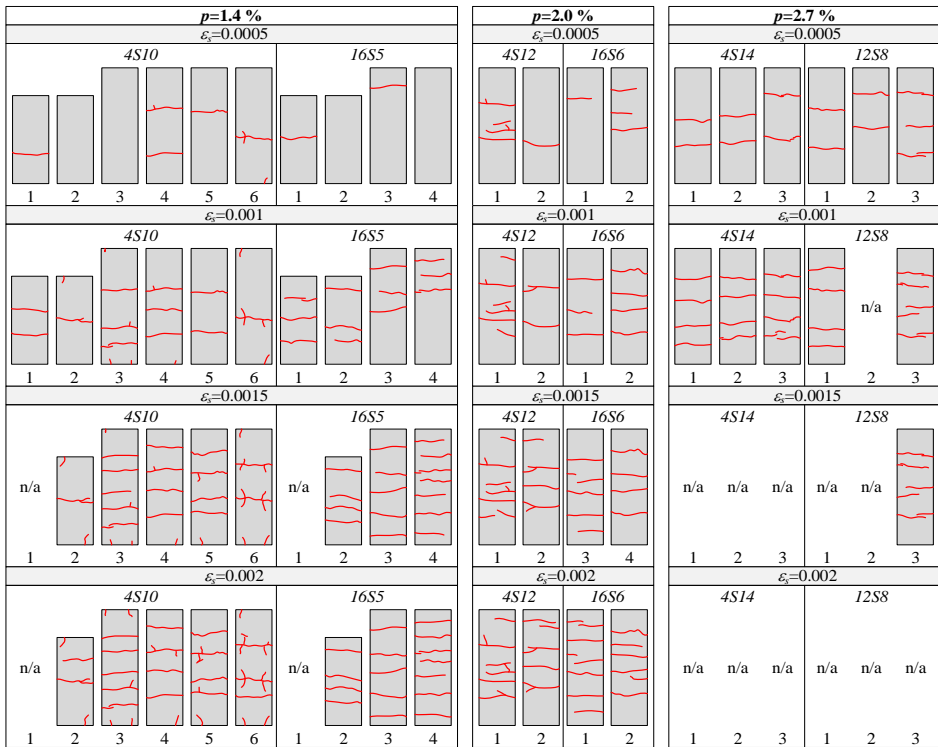 p=1.4 % p=2.0 % p=2.7 %
εs=0.0005 εs=0.0005 εs=0.0005
4S10 16S5 4S12 16S6 4S14 12S8
1 2 3 4 5 6 1 2 3 4 1 2 1 2 1 2 3 1 2 3
εs=0.001 εs=0.001 εs=0.001
4S10 16S5 4S12 16S6 4S14 12S8
n/a
1 2 3 4 5 6 1 2 3 4 1 2 1 2 1 2 3 1 2 3
εs=0.0015 εs=0.0015 εs=0.0015
4S10 16S5 4S12 16S6 4S14 12S8
n/a n/a n/a n/a n/a n/a n/a
1 2 3 4 5 6 1 2 3 4 1 2 3 4 1 2 3 1 2 3
εs=0.002 εs=0.002 εs=0.002
4S10 16S5 4S12 16S6 4S14 12S8
n/a n/a n/a n/a n/a n/a n/a n/a
1 2 3 4 5 6 1 2 3 4 1 2 1 2 1 2 3 1 2 3